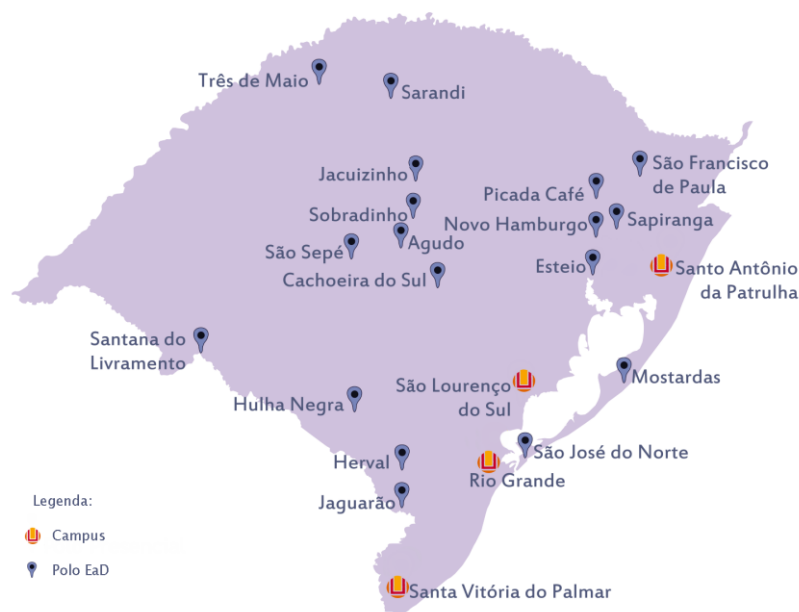 Três de Maio
Sarandi
São Francisco
de Paula
Jacuizinho
Picada Café
Sobradinho
Novo Hamburgo
Sapiranga
Agudo
São Sepé
Esteio
Santo Antônio
da Patrulha
Cachoeira do Sul
Santana do
Livramento
Mostardas
São Lourenço
do Sul
Hulha Negra
São José do Norte
Herval
Rio Grande
Jaguarão
Legenda:
Campus
Polo EaD
Santa Vitória do Palmar